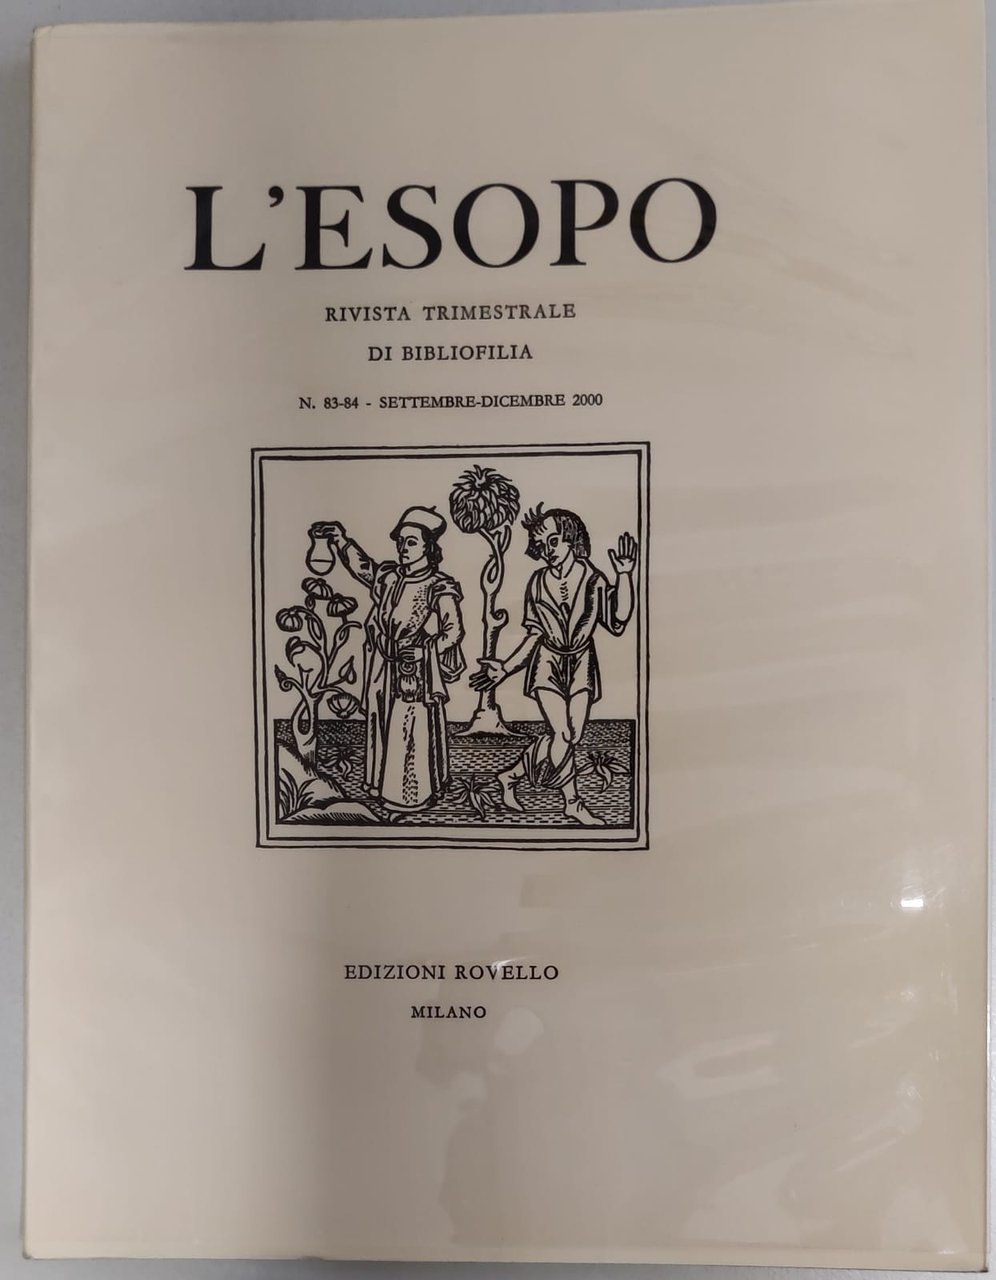 L'ESOPO
RIVISTA TRIMESTRALE
DI BIBLIOFILIA
N. 83-84 - SETTEMBRE-DICEMBRE 2000
EDIZIONI ROVELLO
MILANO